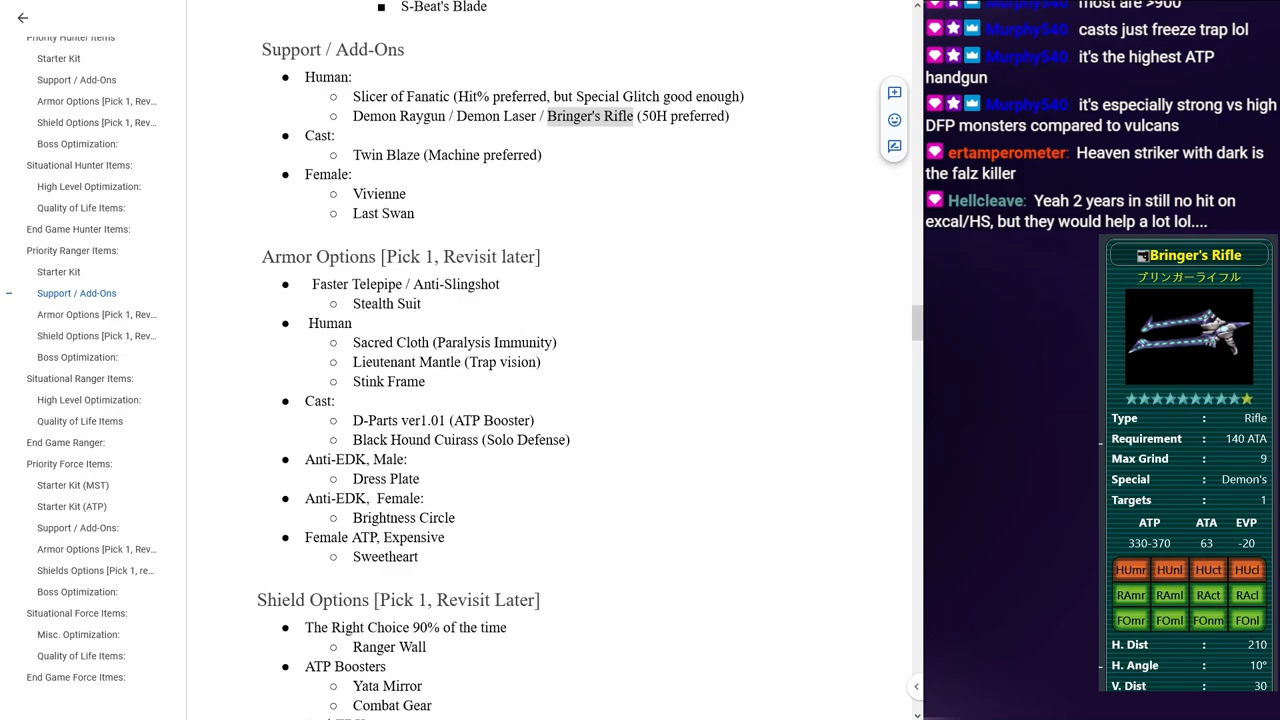 Priority Hunter Items
Starter Kit
Support / Add-Ons
Armor Options [Pick 1, Rev...
Shield Options [Pick 1, Rev...
Boss Optimization:
Situational Hunter Items:
High Level Optimization:
Quality of Life Items:
End Game Hunter Items:
Priority Ranger Items:
Starter Kit
Support / Add-Ons
Armor Options [Pick 1, Rev...
Shield Options [Pick 1, Rev...
Boss Optimization:
Situational Ranger Items:
High Level Optimization:
Quality of Life Items
End Game Ranger:
Priority Force Items:
Starter Kit (MST)
Starter Kit (ATP)
Support / Add-Ons:
Armor Options [Pick 1, Rev...
Shields Options [Pick 1, re...
Boss Optimization:
Situational Force Items:
Misc. Optimization:
Quality of Life Items:
End Game Force Itmes:
S-Beat's Blade
Support / Add-Ons
Human:
Slicer of Fanatic (Hit% preferred, but Special Glitch good enough)
Demon Raygun / Demon Laser / Bringer's Rifle (50H preferred)
Cast:
Twin Blaze (Machine preferred)
Female:
Vivienne
Last Swan
Armor Options [Pick 1, Revisit later]
Faster Telepipe / Anti-Slingshot
Stealth Suit
Human
Sacred Cloth (Paralysis Immunity)
Lieutenant Mantle (Trap vision)
Stink Frame
Cast:
D-Parts ver1.01 (ATP Booster)
Black Hound Cuirass (Solo Defense)
Anti-EDK, Male:
Dress Plate
Anti-EDK, Female:
Brightness Circle
Female ATP, Expensive
Sweetheart
Shield Options [Pick 1, Revisit Later]
The Right Choice 90% of the time
Ranger Wall
ATP Boosters
Yata Mirror
Combat Gear
Murphy540 most are >900
Murphy540 casts just freeze trap lol
Murphy540 it's the highest ATP
handgun
Murphy540 it's especially strong vs high
DFP monsters compared to vulcans
ertamperometer: Heaven striker with dark is
the falz killer
Hellcleave: Yeah 2 years in still no hit on
excal/HS, but they would help a lot lol....
Bringer's Rifle
ブリンガーライフル
Type : Rifle
Requirement : 140 ATA
Max Grind : 9
Special : Demon's
Targets : 1
ATP ATA EVP
330-370 63 -20
HUmr HUnl HUct HUcl
RAmr RAml RAct RAcl
FOmr FOml FOnm FOnl
H. Dist : 210
H. Angle : 10°
V. Dist : 30